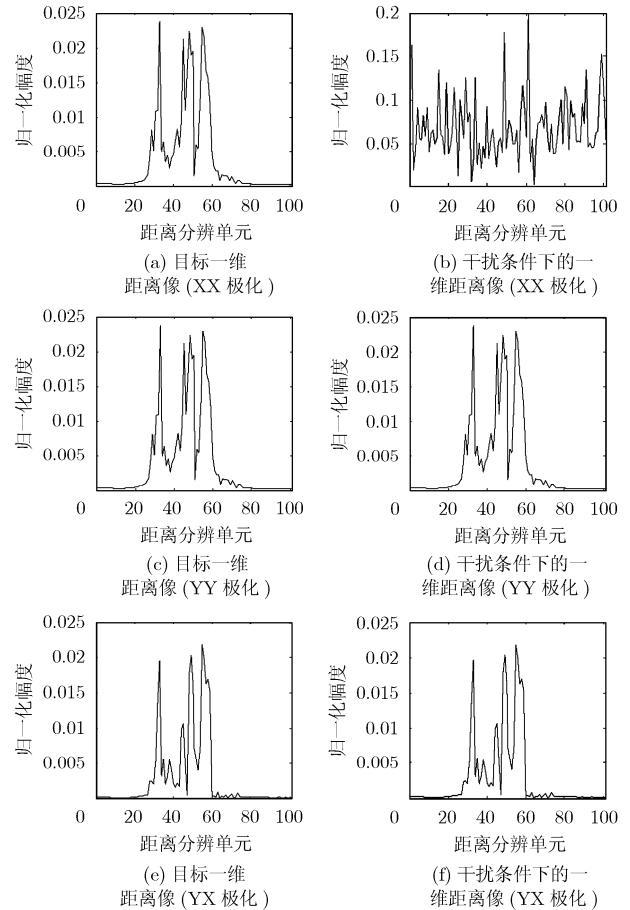 0.025
0.02
0.015
0.01
0.005
归一化幅度
0 20 40 60 80 100
距离分辨单元
(a) 目标一维
距离像 (XX 极化)
0.2
0.15
0.1
0.05
归一化幅度
0 20 40 60 80 100
距离分辨单元
(b) 干扰条件下的一
维距离像 (XX 极化)
0.025
0.02
0.015
0.01
0.005
归一化幅度
0 20 40 60 80 100
距离分辨单元
(c) 目标一维
距离像 (YY 极化)
0.025
0.02
0.015
0.01
0.005
归一化幅度
0 20 40 60 80 100
距离分辨单元
(d) 干扰条件下的一
维距离像 (YY 极化)
0.025
0.02
0.015
0.01
0.005
归一化幅度
0 20 40 60 80 100
距离分辨单元
(e) 目标一维
距离像 (YX 极化)
0.025
0.02
0.015
0.01
0.005
归一化幅度
0 20 40 60 80 100
距离分辨单元
(f) 干扰条件下的一
维距离像 (YX 极化)